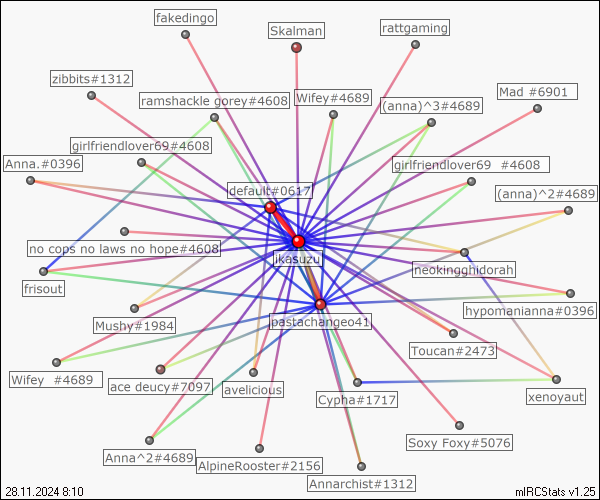 fakedingo
Skalman
rattgaming
zibbits#1312
ramshackle gorey#4608
Wifey#4689
(anna)^3#4689
Mad #6901
girlfriendlover69#4608
Anna.#0396
girlfriendlover69 #4608
default#0617
(anna)^2#4689
no cops no laws no hope#4608
jkasuzu
neokingghidorah
frisout
hypomanianna#0396
Mushy#1984
pastachangeo41
Toucan#2473
Wifey #4689
ace deucy#7097
avelicious
Cypha#1717
xenoyaut
Soxy Foxy#5076
Anna^2#4689
AlpineRooster#2156
Annarchist#1312
28.11.2024 8:10
mIRCStats v1.25